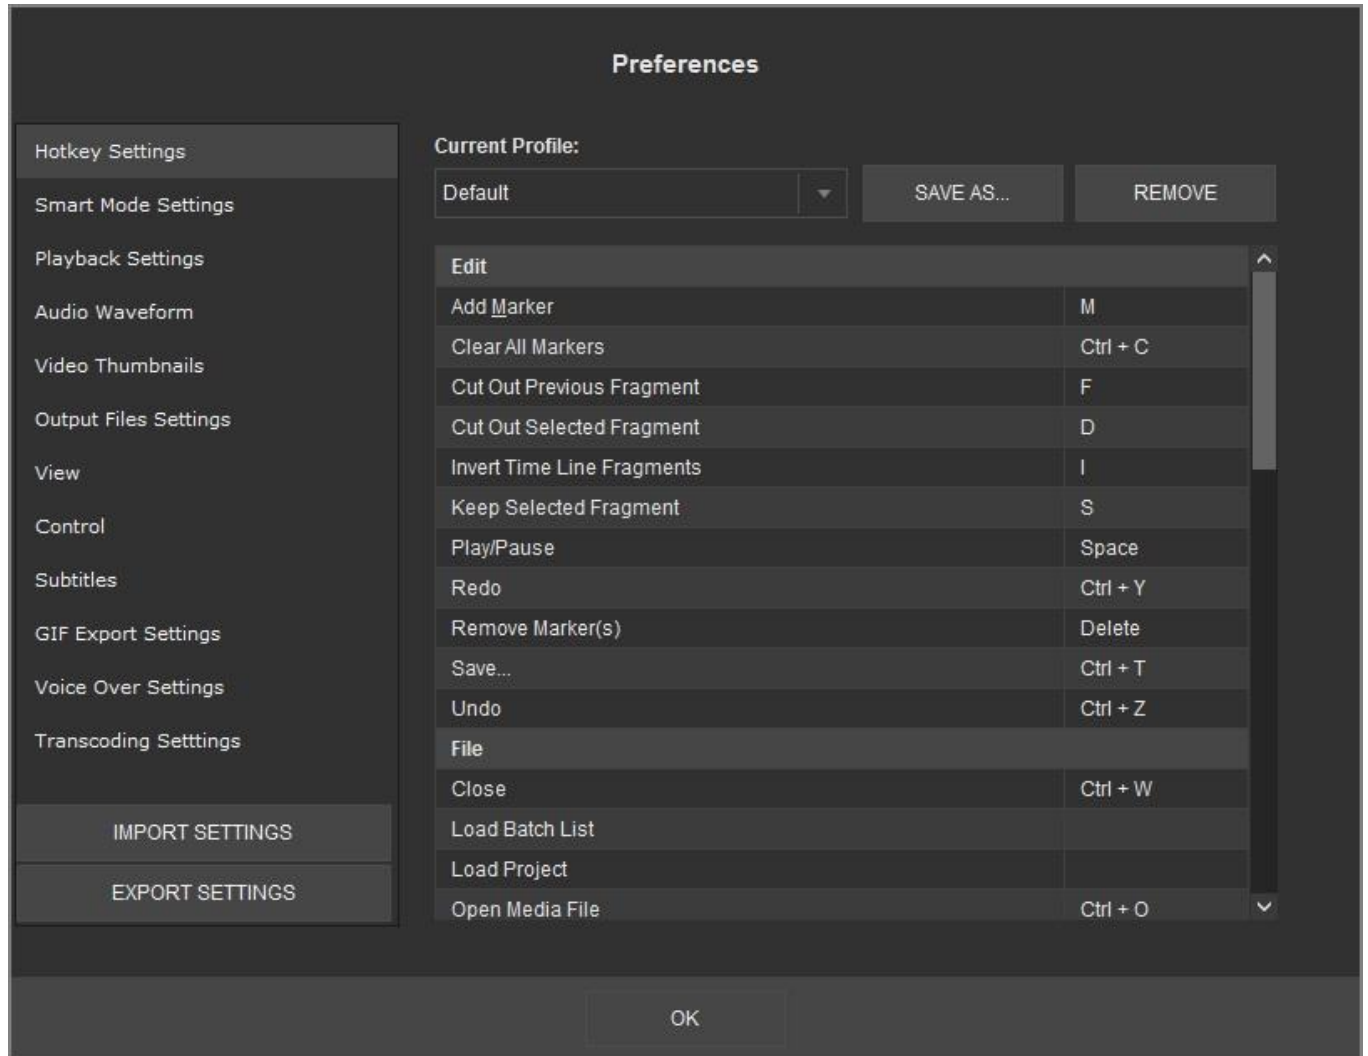 Preferences
Hotkey Settings
Smart Mode Settings
Playback Settings
Audio Waveform
Video Thumbnails
Output Files Settings
View
Control
Subtitles
GIF Export Settings
Voice Over Settings
Transcoding Setttings
IMPORT SETTINGS
EXPORT SETTINGS
Current Profile:
Default SAVE AS... REMOVE
Edit
Add Marker M
Clear All Markers Ctrl + C
Cut Out Previous Fragment F
Cut Out Selected Fragment D
Invert Time Line Fragments I
Keep Selected Fragment S
Play/Pause Space
Redo Ctrl + Y
Remove Marker(s) Delete
Save... Ctrl + T
Undo Ctrl + Z
File
Close Ctrl + W
Load Batch List
Load Project
Open Media File Ctrl + O
OK